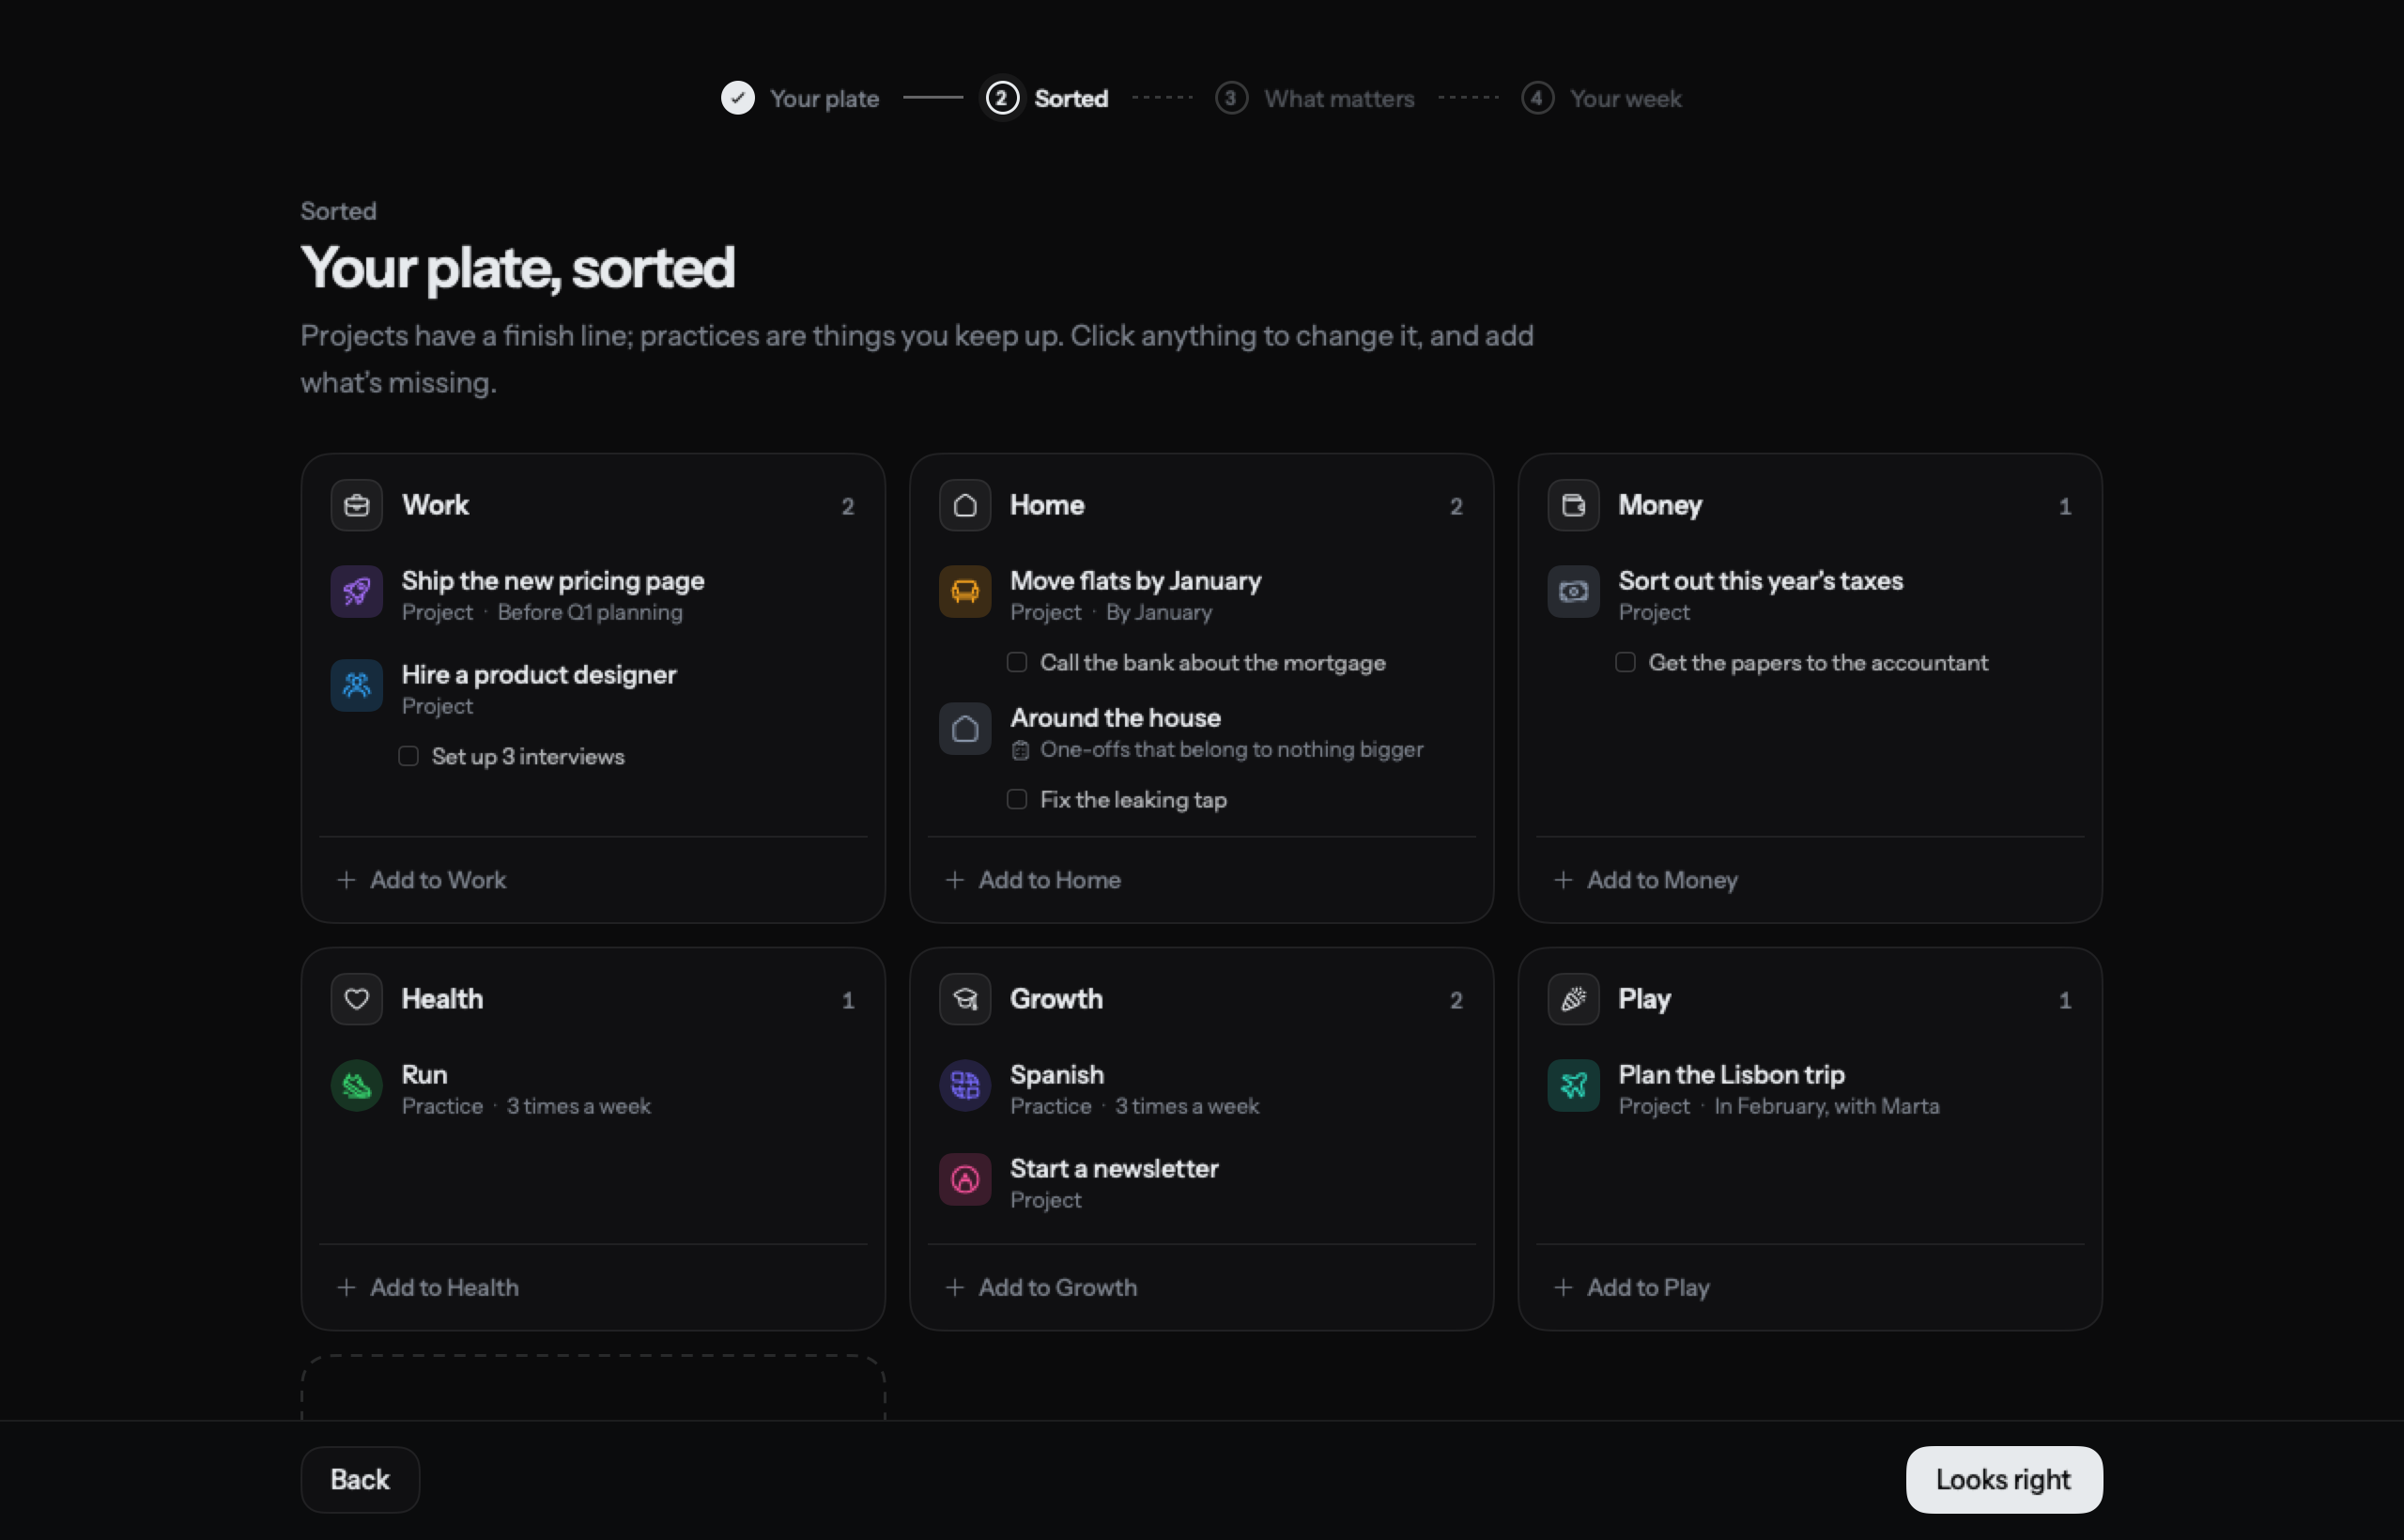 Your plate
2 Sorted
3 What matters
4 Your week
Sorted
Your plate, sorted
Projects have a finish line; practices are things you keep up. Click anything to change it, and add
what's missing.
Work 2
Ship the new pricing page
Project · Before Q1 planning
Hire a product designer
Project
Set up 3 interviews
+ Add to Work
Home 2
Move flats by January
Project · By January
Call the bank about the mortgage
Around the house
One-offs that belong to nothing bigger
Fix the leaking tap
+ Add to Home
Money 1
Sort out this year's taxes
Project
Get the papers to the accountant
+ Add to Money
Health 1
Run
Practice · 3 times a week
+ Add to Health
Growth 2
Spanish
Practice · 3 times a week
Start a newsletter
Project
+ Add to Growth
Play 1
Plan the Lisbon trip
Project · In February, with Marta
+ Add to Play
Back
Looks right